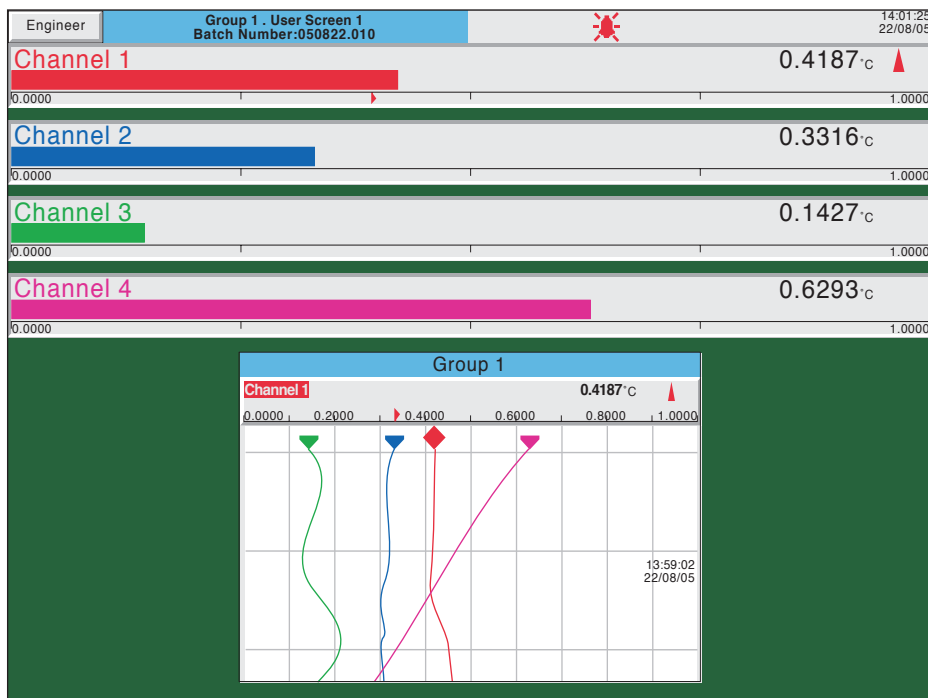 Engineer
Group 1 . User Screen 1
Batch Number:050822.010
14:01:25
22/08/05
Channel 1
0.4187°C
0.0000 1.0000
Channel 2
0.3316°C
0.0000 1.0000
Channel 3
0.1427°C
0.0000 1.0000
Channel 4
0.6293°C
0.0000 1.0000
Group 1
Channel 1 0.4187°C
0.0000 0.2000 0.4000 0.6000 0.8000 1.0000
13:59:02
22/08/05